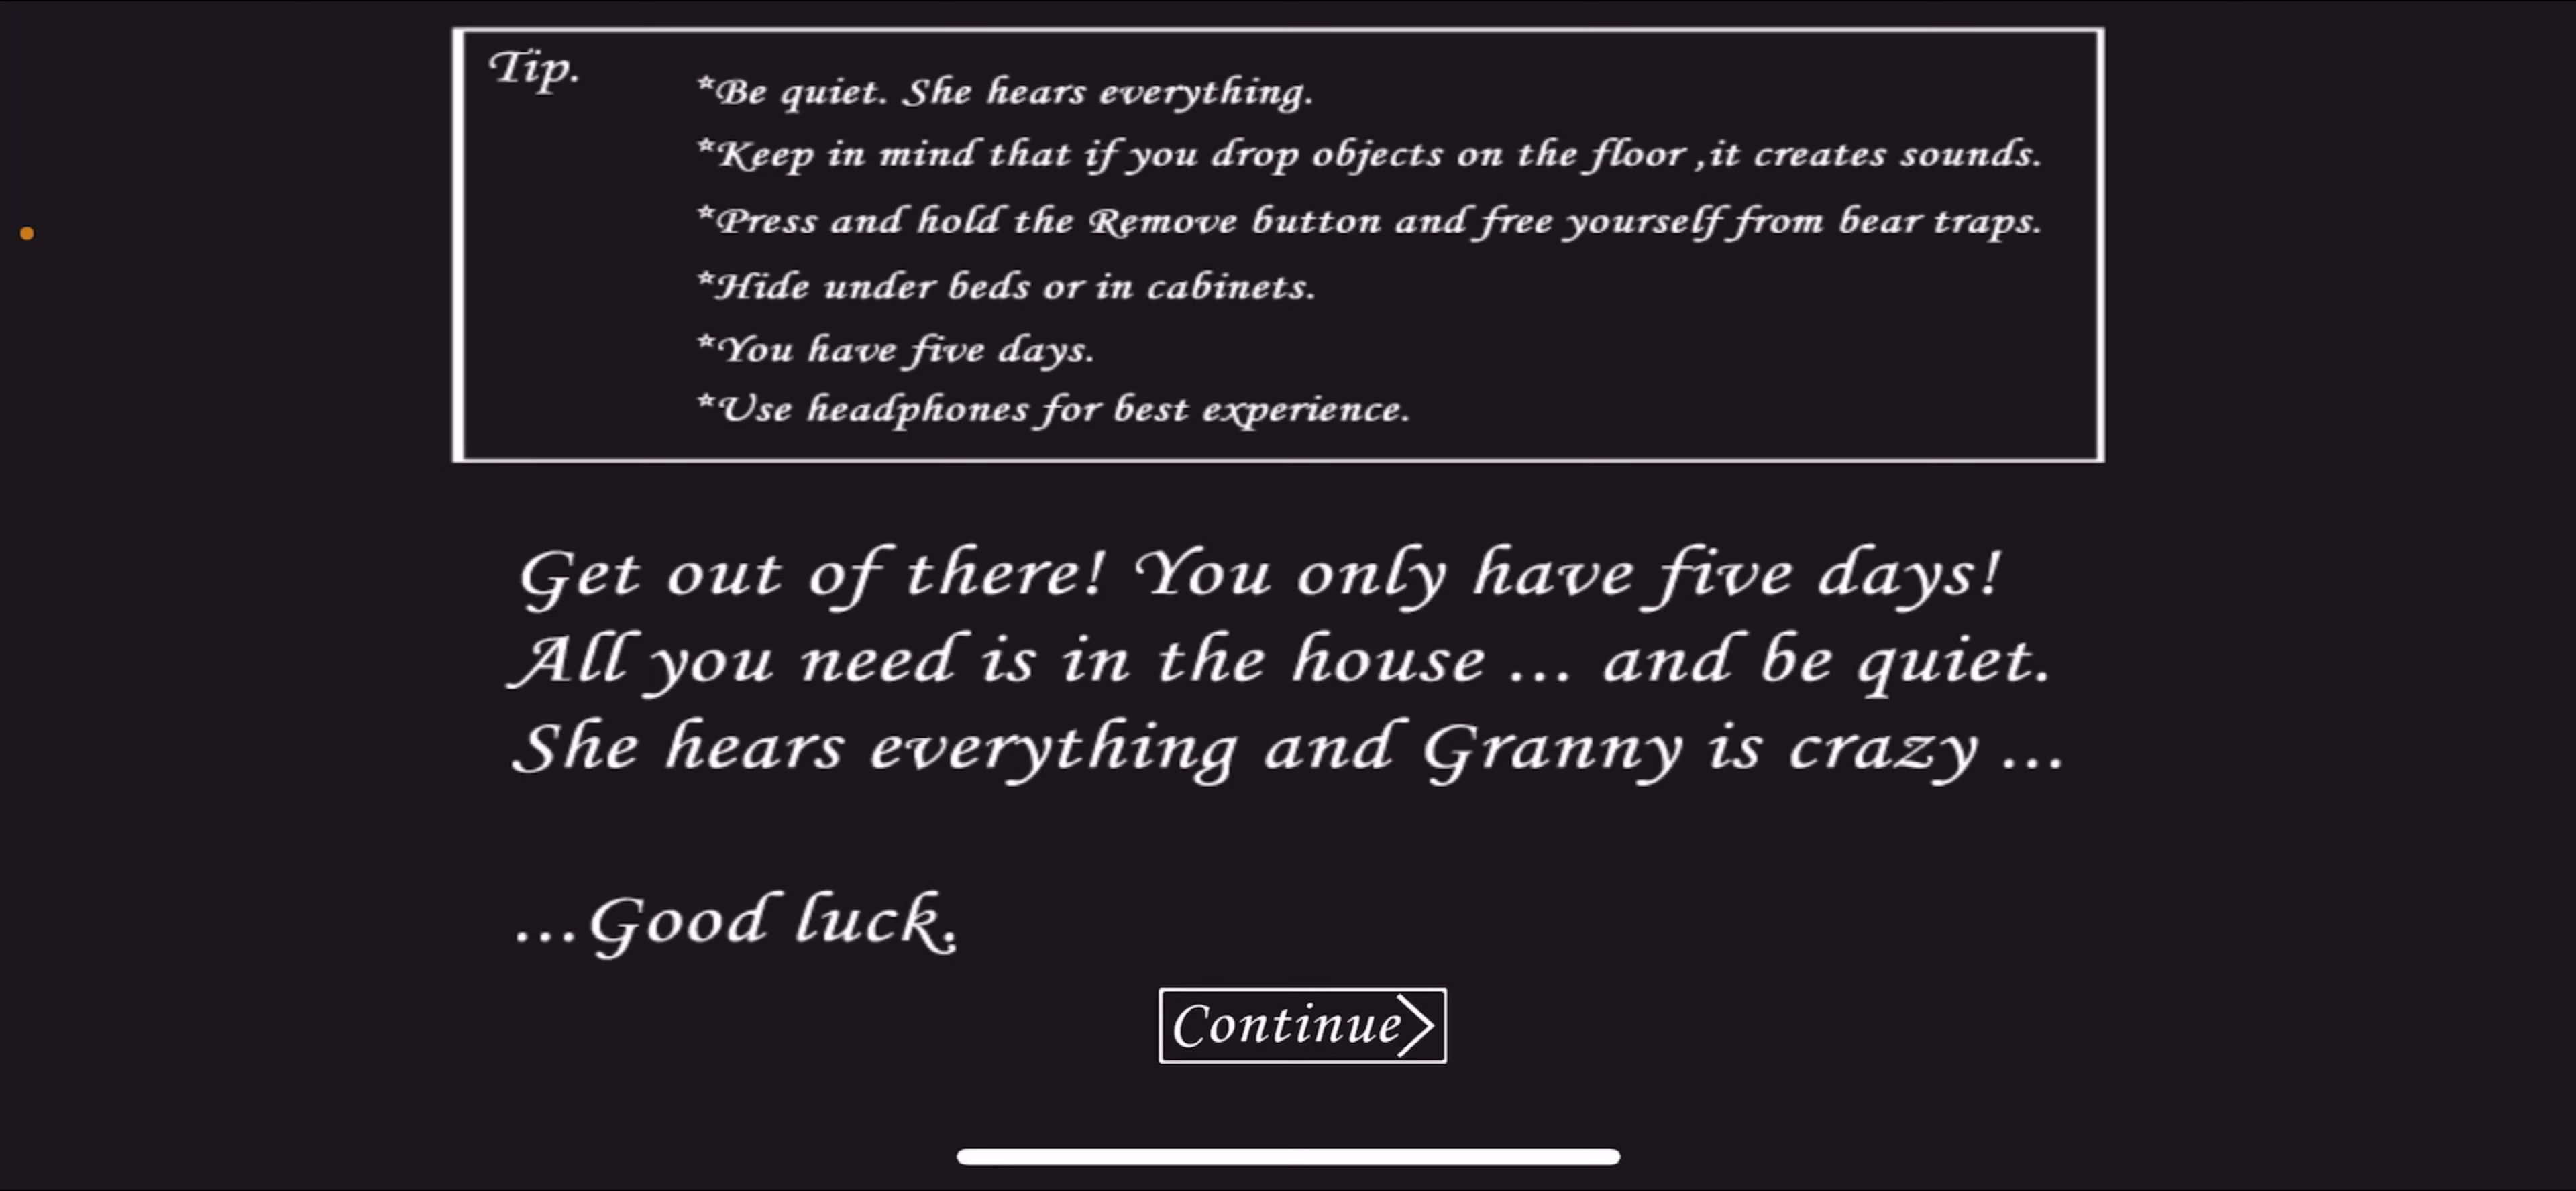 Tip.
*Be quiet. She hears everything.
*Keep in mind that if you drop objects on the floor ,it creates sounds.
*Press and hold the Remove button and free yourself from bear traps.
*Hide under beds or in cabinets.
*You have five days.
*Use headphones for best experience.
Get out of there! You only have five days!
All you need is in the house ... and be quiet.
She hears everything and Granny is crazy ...
...Good luck.
Continue